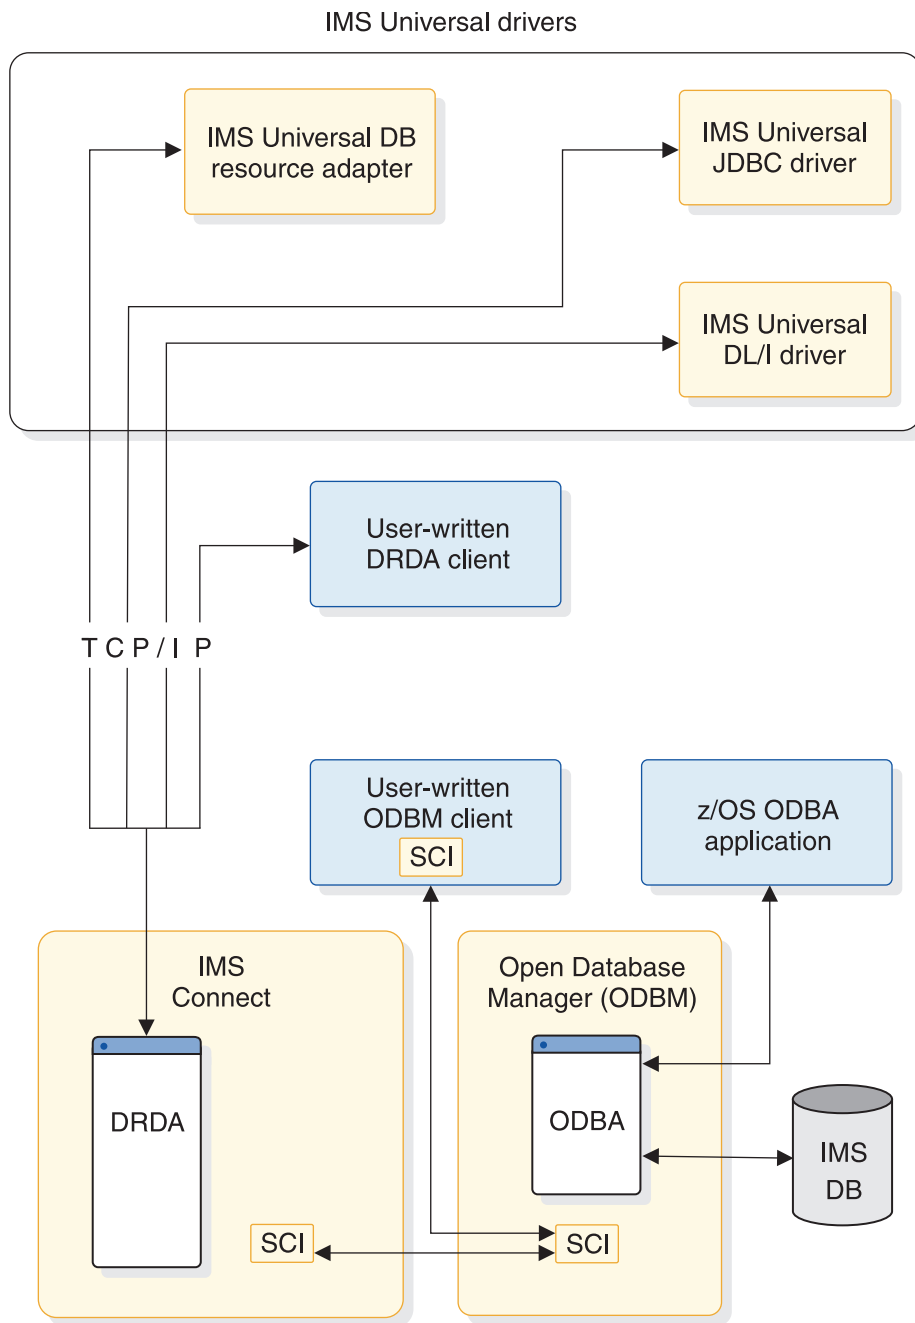 IMS Universal drivers
IMS Universal DB
resource adapter
IMS Universal
JDBC driver
IMS Universal
DL/I driver
User-written
DRDA client
T C P / I P
User-written
ODBM client
SCI
z/OS ODBA
application
IMS
Connect
DRDA
SCI
Open Database
Manager (ODBM)
ODBA
SCI
IMS
DB